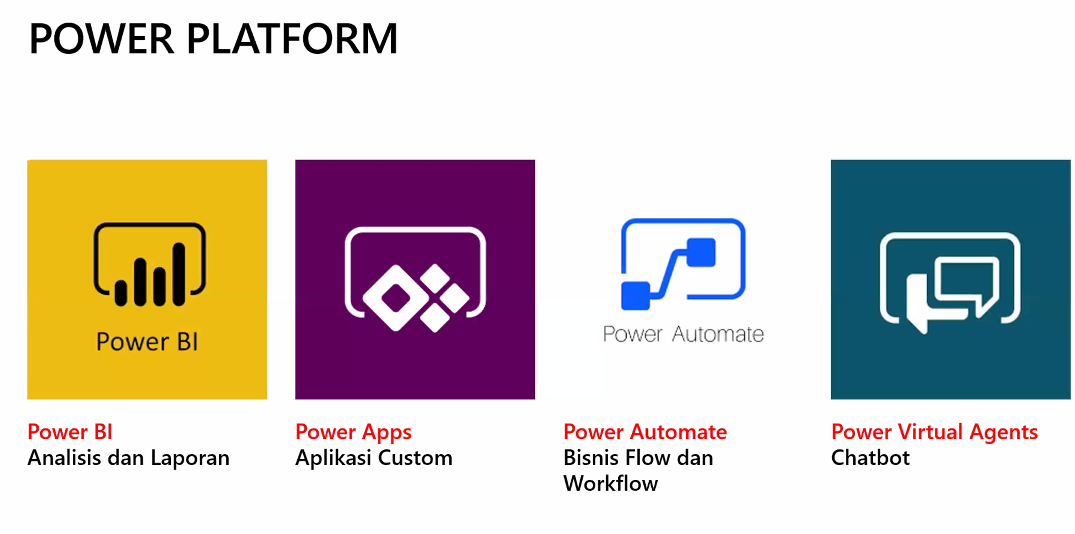 POWER PLATFORM
Power BI
Power Automate
Power BI
Analisis dan Laporan
Power Apps
Aplikasi Custom
Power Automate
Bisnis Flow dan
Workflow
Power Virtual Agents
Chatbot